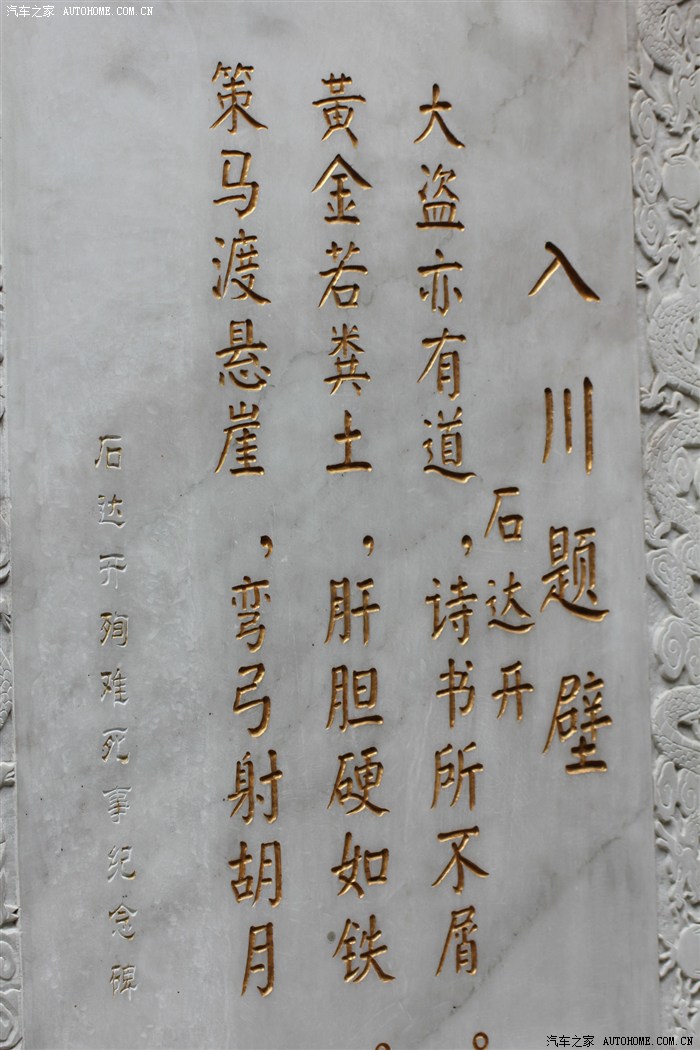 汽车之家 AUTOHOME.COM.CN
入川题壁
石达开
大盗亦有道，诗书所不屑。
黄金若粪土，肝胆硬如铁。
策马渡悬崖，弯弓射胡月
石达开殉难死事纪念碑
汽车之家 AUTOHOME.COM.CN